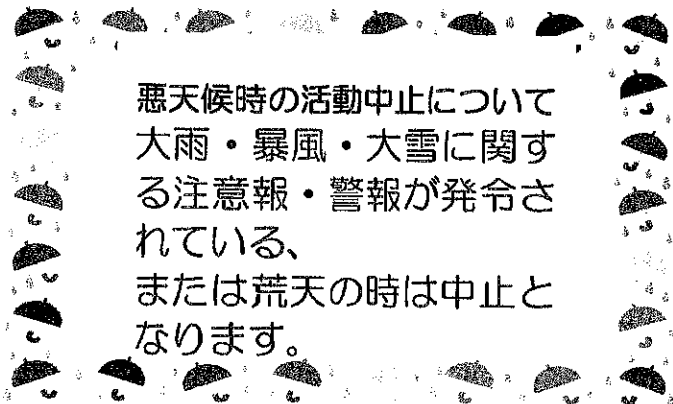 悪天候時の活動中止について
大雨・暴風・大雪に関す
る注意報・警報が発令さ
れている、
または荒天の時は中止と
なります。